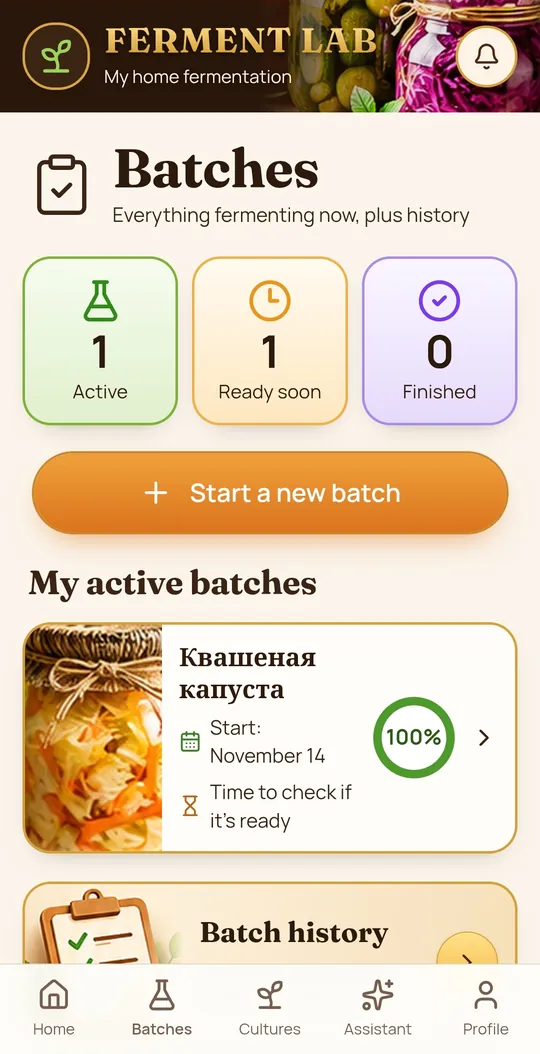 FERMENT LAB
My home fermentation
Batches
Everything fermenting now, plus history
1
Active
1
Ready soon
0
Finished
Start a new batch
My active batches
Квашеная
капуста
Start:
November 14
Time to check if
it's ready
100%
Batch history
Home
Batches
Cultures
Assistant
Profile